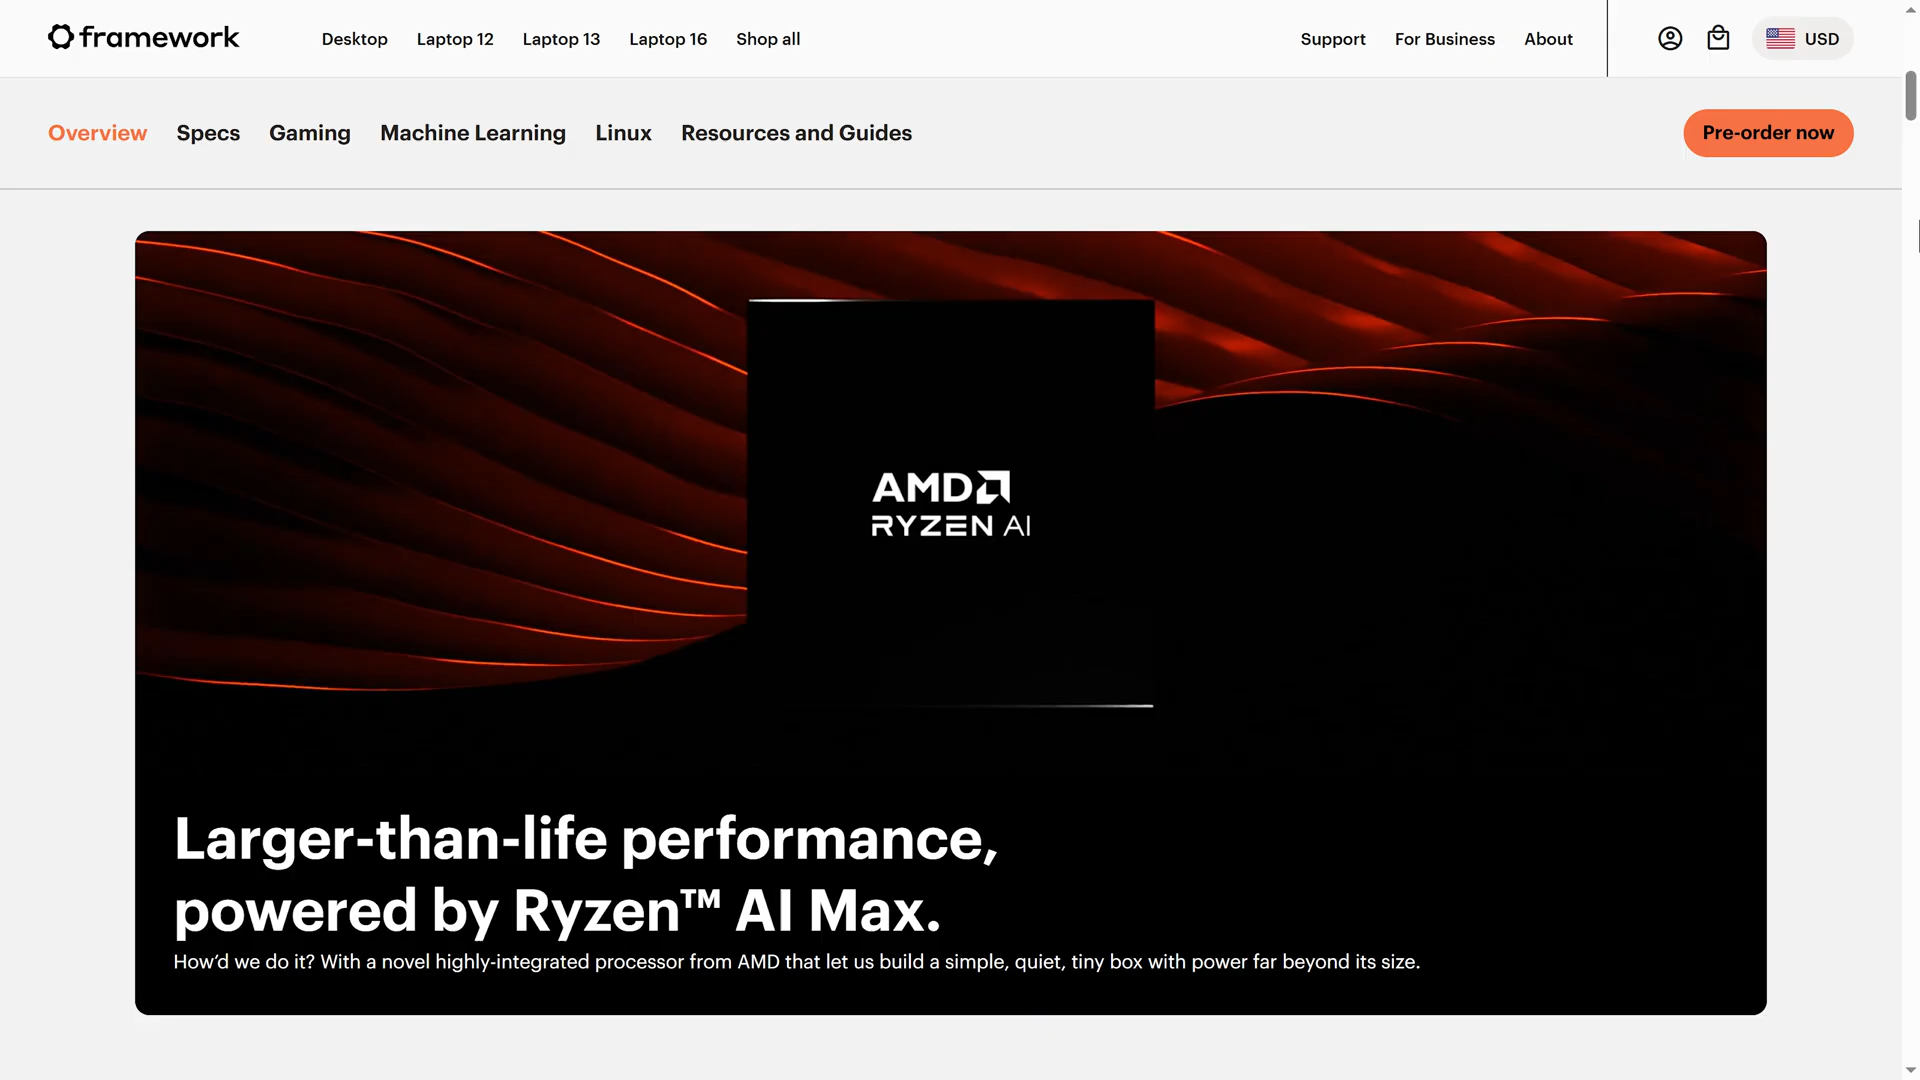 framework
Desktop Laptop 12 Laptop 13 Laptop 16 Shop all Support For Business About USD
Overview Specs Gaming Machine Learning Linux Resources and Guides Pre-order now
AMD
RYZEN AI
Larger-than-life performance,
powered by Ryzen™ AI Max.
How’d we do it? With a novel highly-integrated processor from AMD that let us build a simple, quiet, tiny box with power far beyond its size.